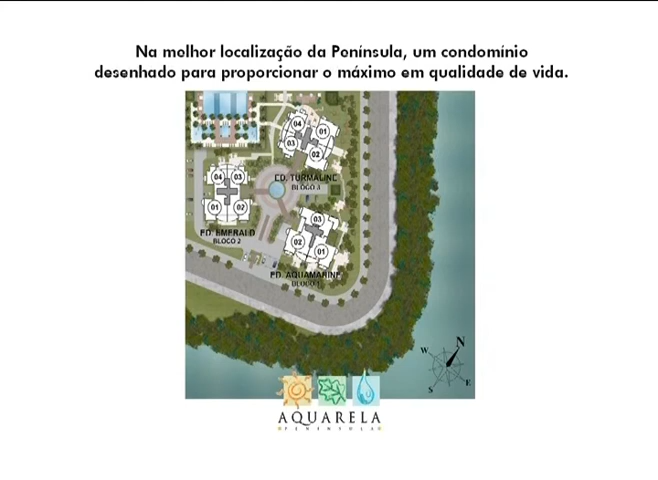 Na melhor localização da Península, um condomínio
desenhado para proporcionar o máximo em qualidade de vida.
04
01
03
02
ED. TURMALINE
BLOCO 3
04 03
01 02
ED. EMERALD
BLOCO 2
03
02
01
ED. AQUAMARINE
BLOCO 1
N
W
E
S
AQUARELA
PENINSULA